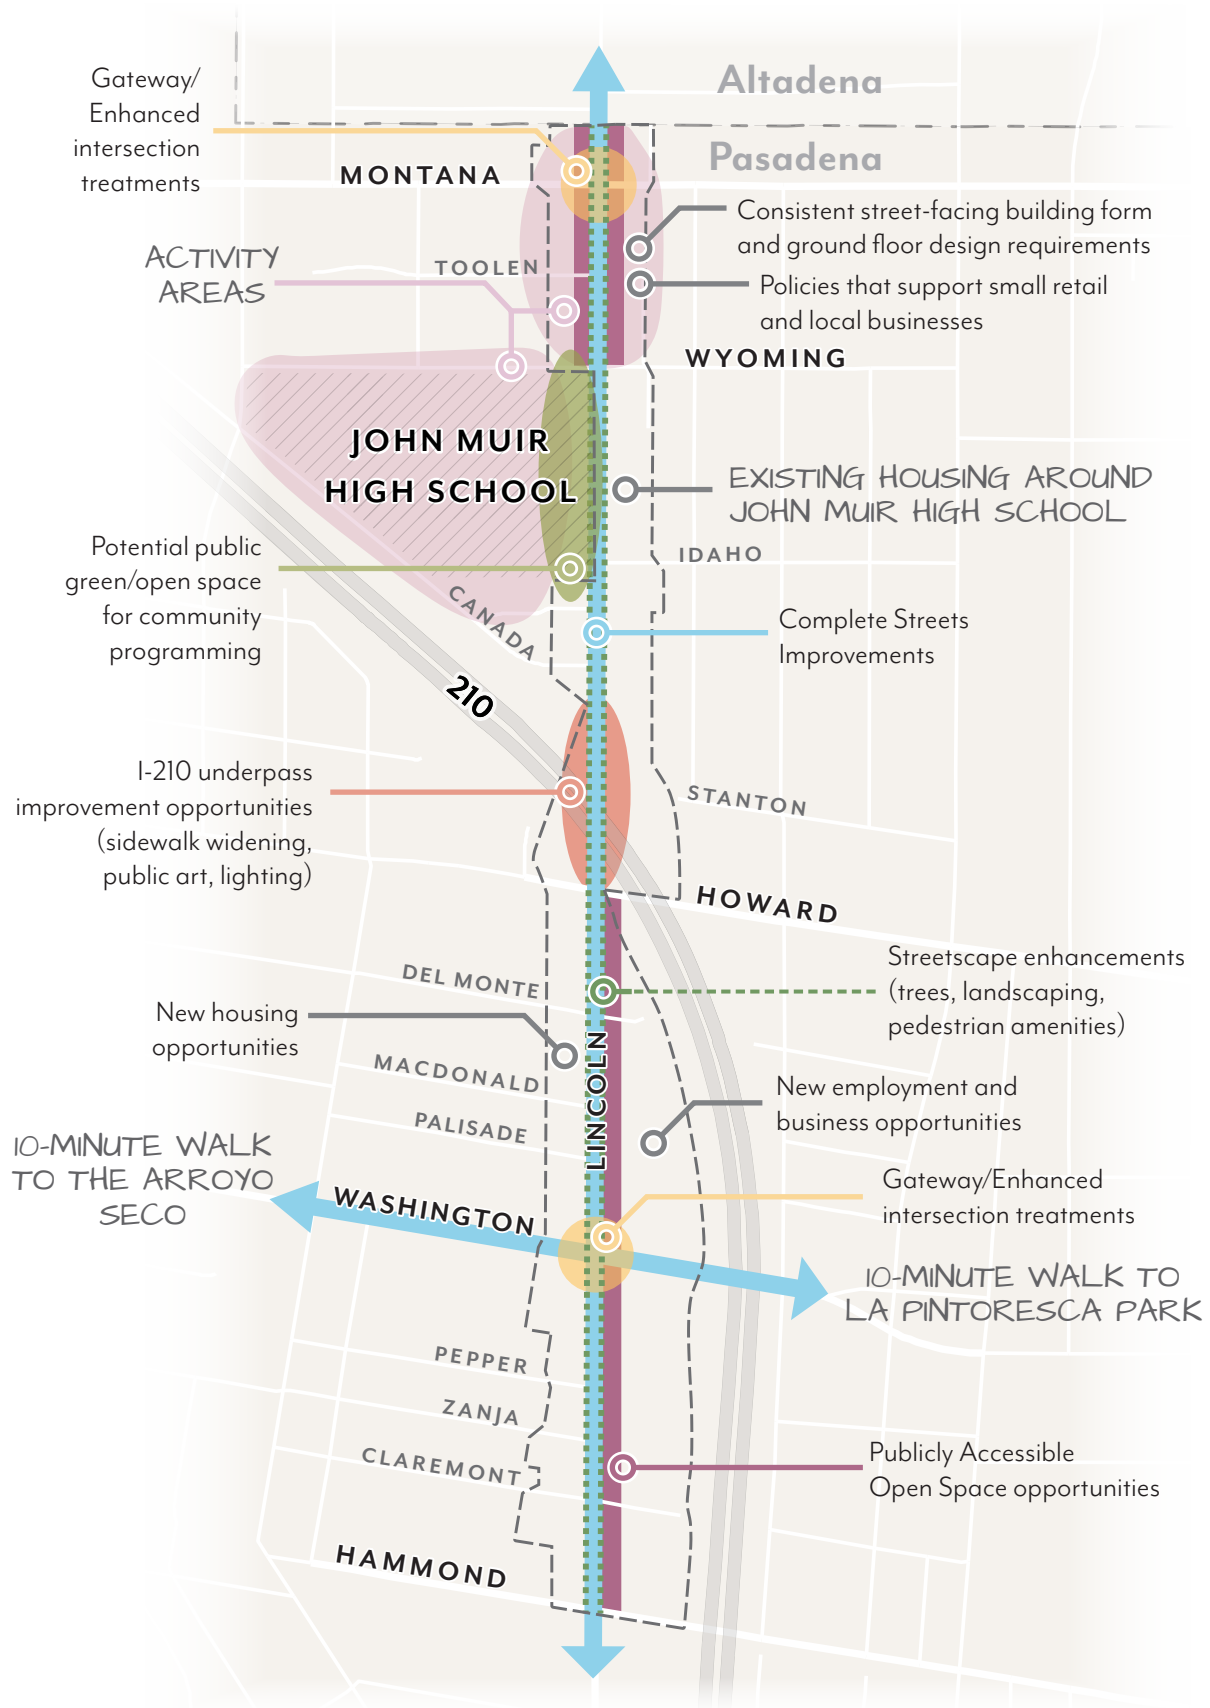 Altadena
Gateway/
Enhanced
intersection
treatments
Pasadena
MONTANA
Consistent street-facing building form
and ground floor design requirements
ACTIVITY
AREAS
TOOLEN
Policies that support small retail
and local businesses
WYOMING
JOHN MUIR
HIGH SCHOOL
EXISTING HOUSING AROUND
JOHN MUIR HIGH SCHOOL
Potential public
green/open space
for community
programming
IDAHO
CANADA
Complete Streets
Improvements
210
I-210 underpass
improvement opportunities
(sidewalk widening,
public art, lighting)
STANTON
HOWARD
Streetscape enhancements
(trees, landscaping,
pedestrian amenities)
DEL MONTE
New housing
opportunities
LINCOLN
MACDONALD
New employment and
business opportunities
PALISADE
10-MINUTE WALK
TO THE ARROYO
SECO
WASHINGTON
Gateway/Enhanced
intersection treatments
10-MINUTE WALK TO
LA PINTORESCA PARK
PEPPER
ZANJA
CLAREMONT
Publicly Accessible
Open Space opportunities
HAMMOND